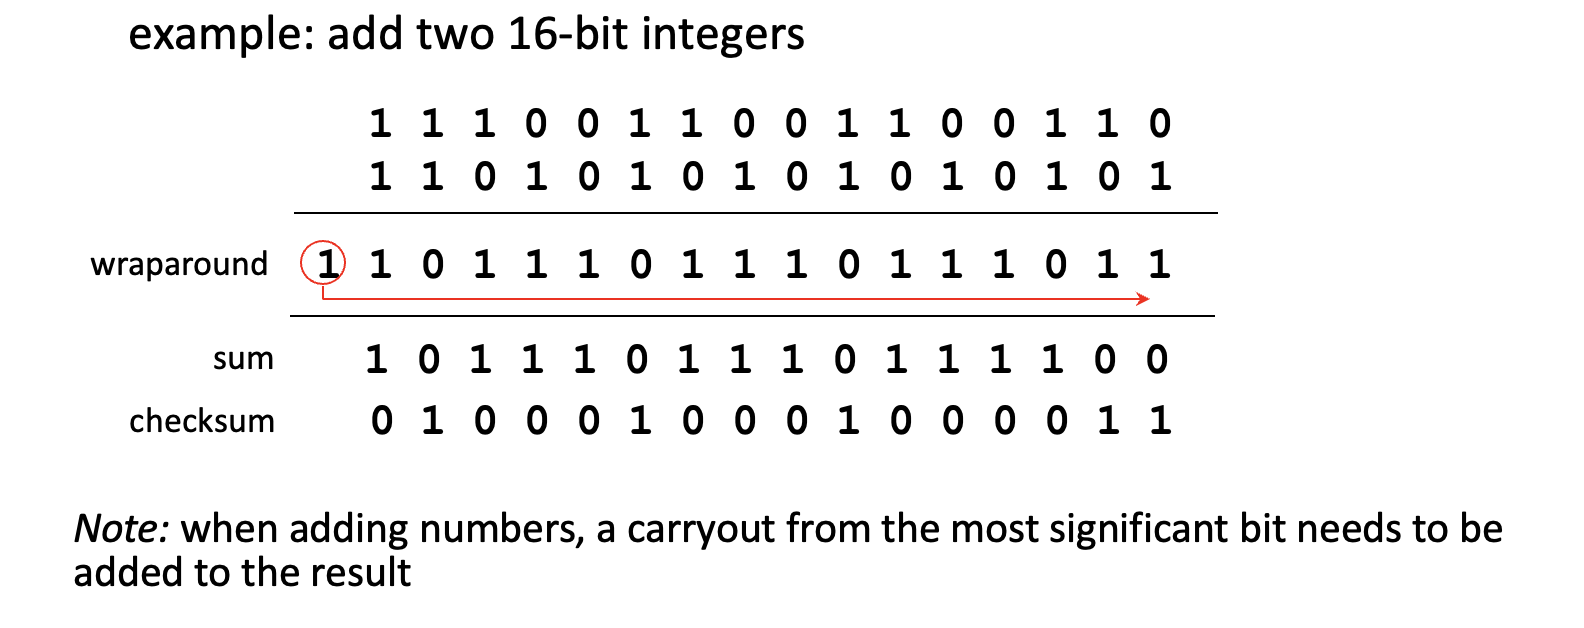 example: add two 16-bit integers
1 1 1 0 0 1 1 0 0 1 1 0 0 1 1 0
1 1 0 1 0 1 0 1 0 1 0 1 0 1 0 1
wraparound 1 1 0 1 1 1 0 1 1 1 0 1 1 1 0 1 1
sum 1 0 1 1 1 0 1 1 1 0 1 1 1 1 0 0
checksum 0 1 0 0 0 1 0 0 0 1 0 0 0 0 1 1
Note: when adding numbers, a carryout from the most significant bit needs to be
added to the result